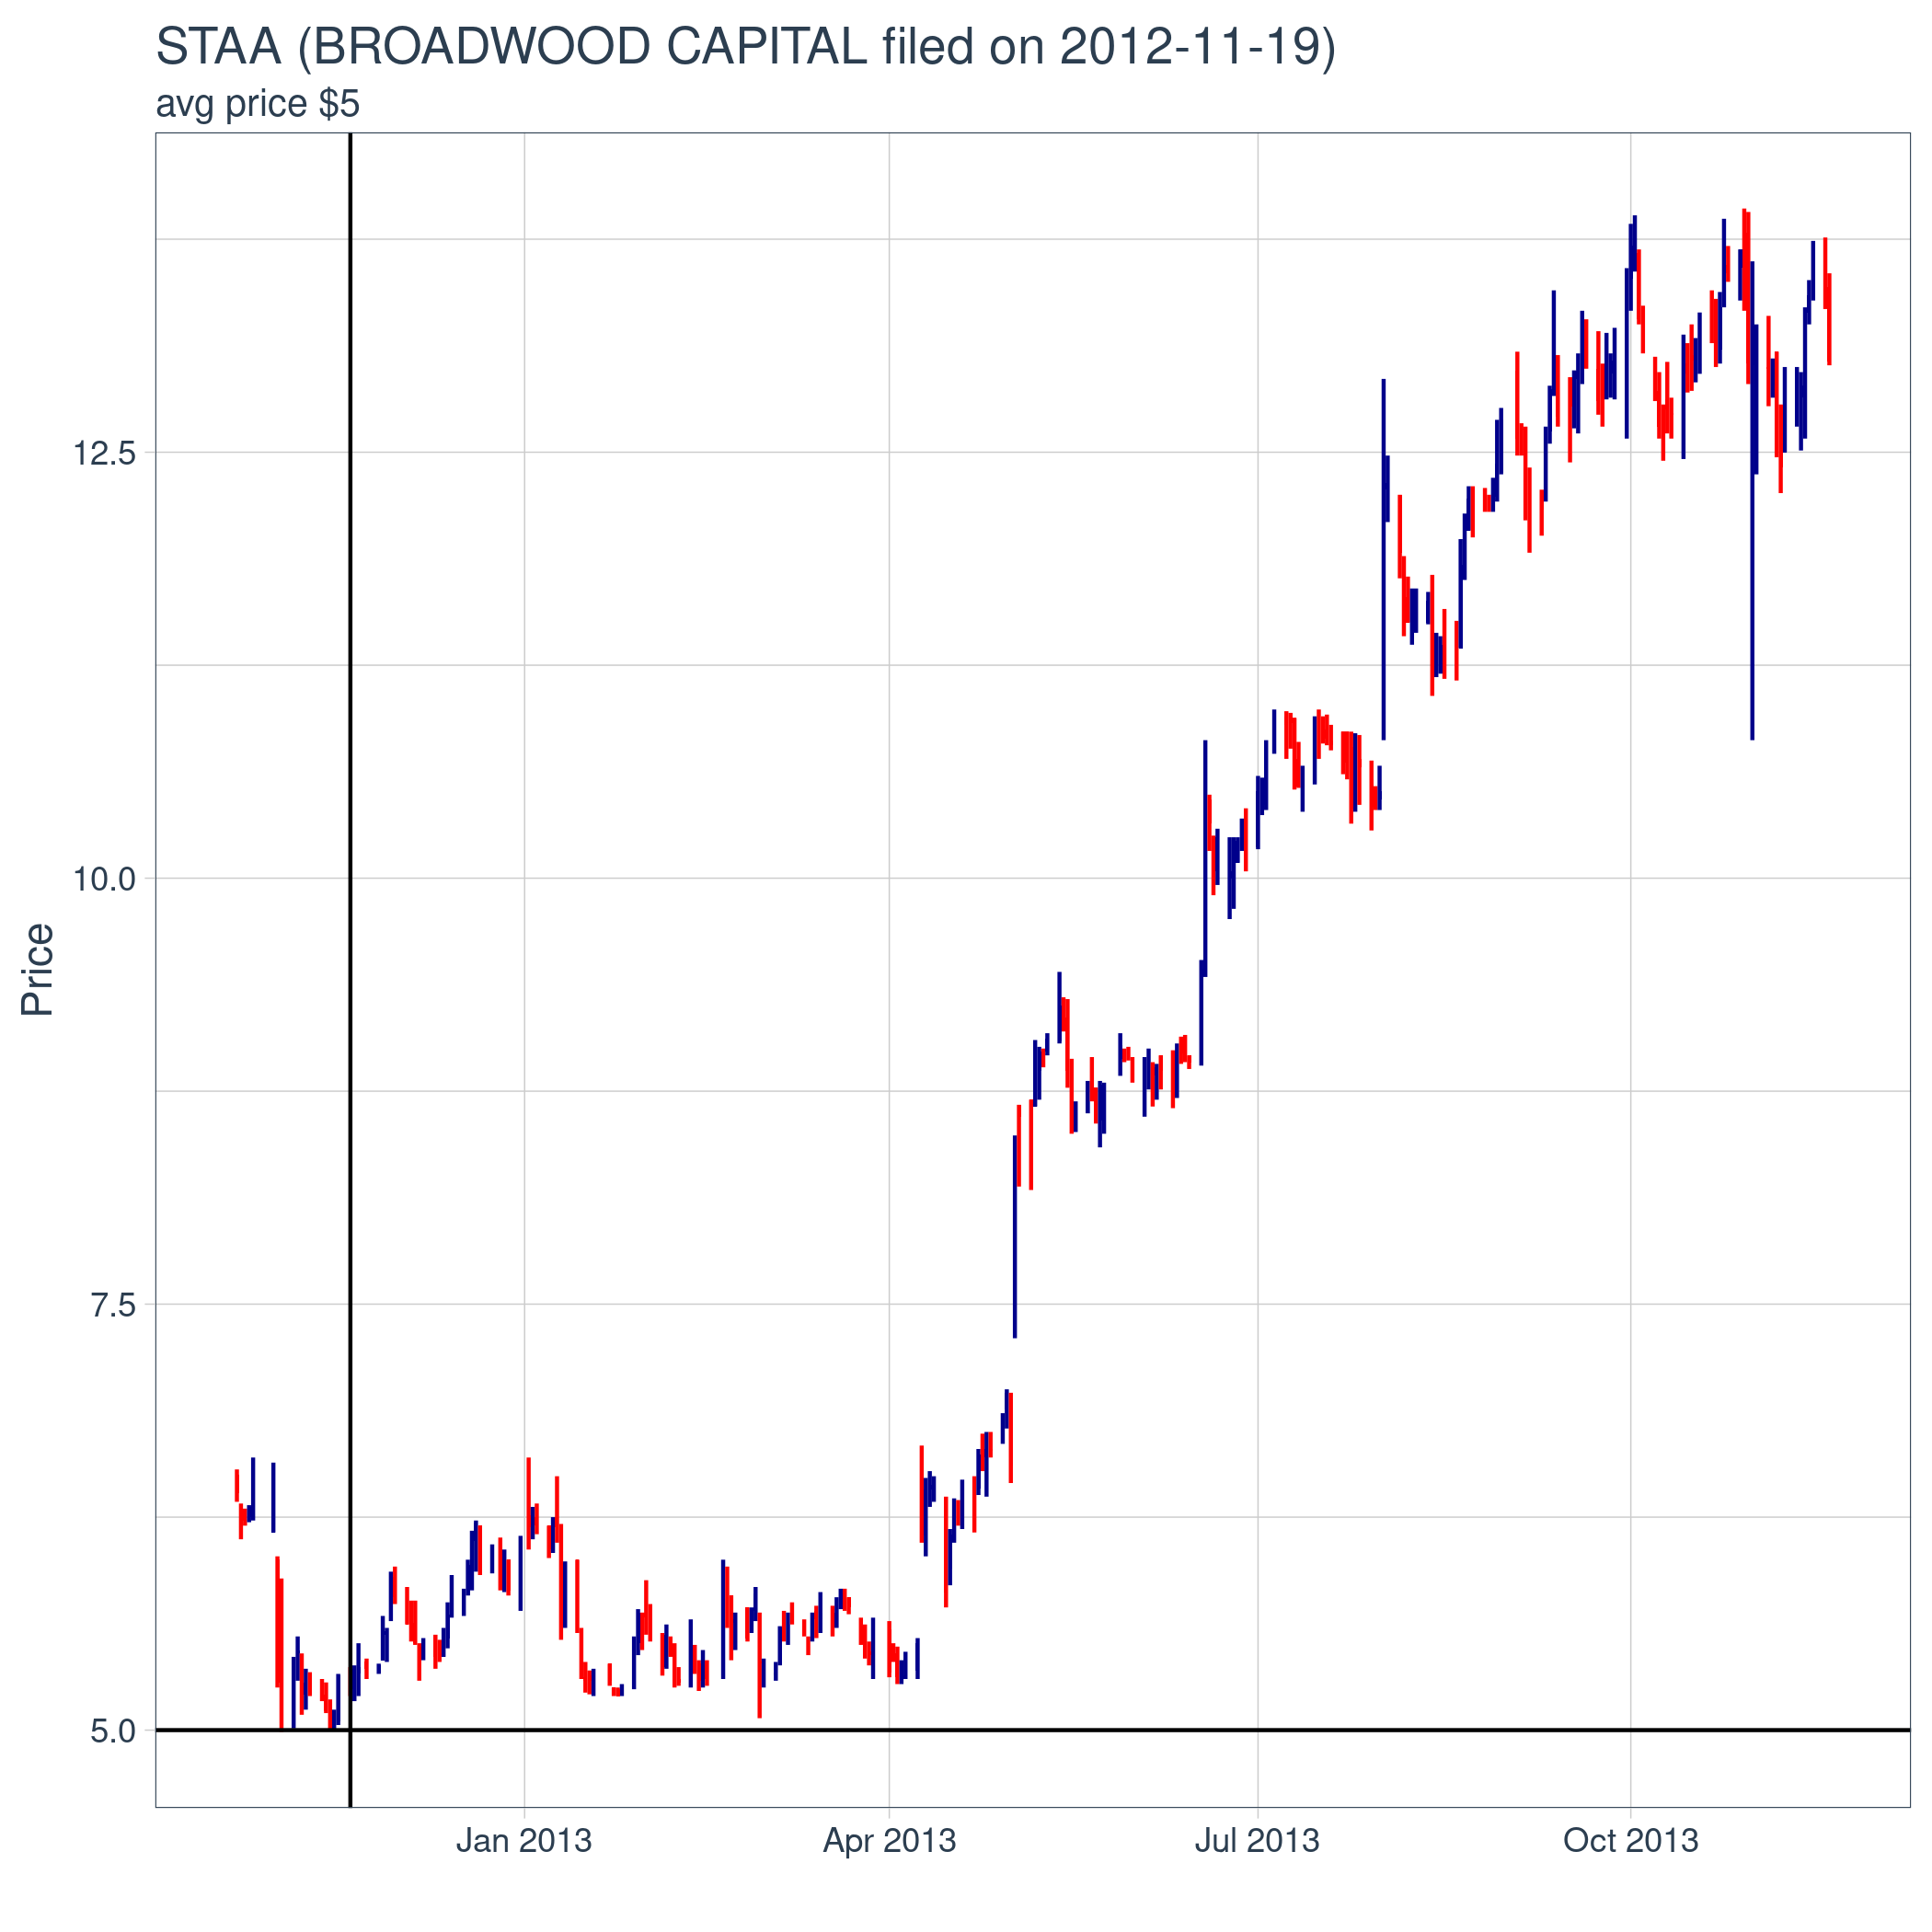 STAA (BROADWOOD CAPITAL filed on 2012-11-19)
avg price $5
12.5
10.0
7.5
5.0
Price
Jan 2013
Apr 2013
Jul 2013
Oct 2013